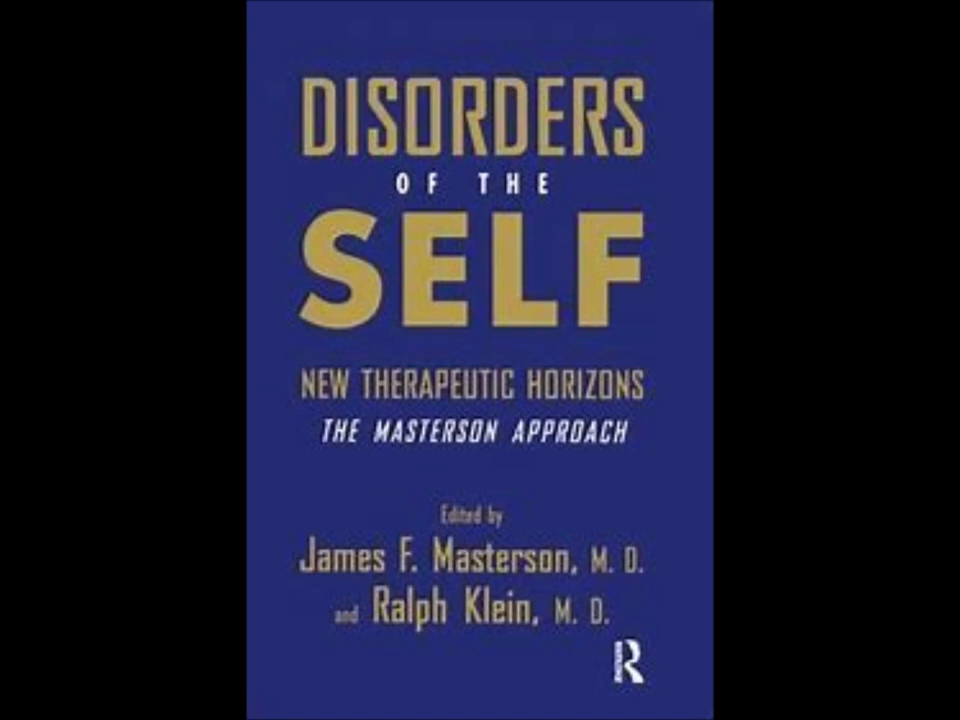 DISORDERS
OF THE
SELF
NEW THERAPEUTIC HORIZONS
THE MASTERSON APPROACH
Edited by
James F. Masterson, M. D.
and Ralph Klein, M. D.
R